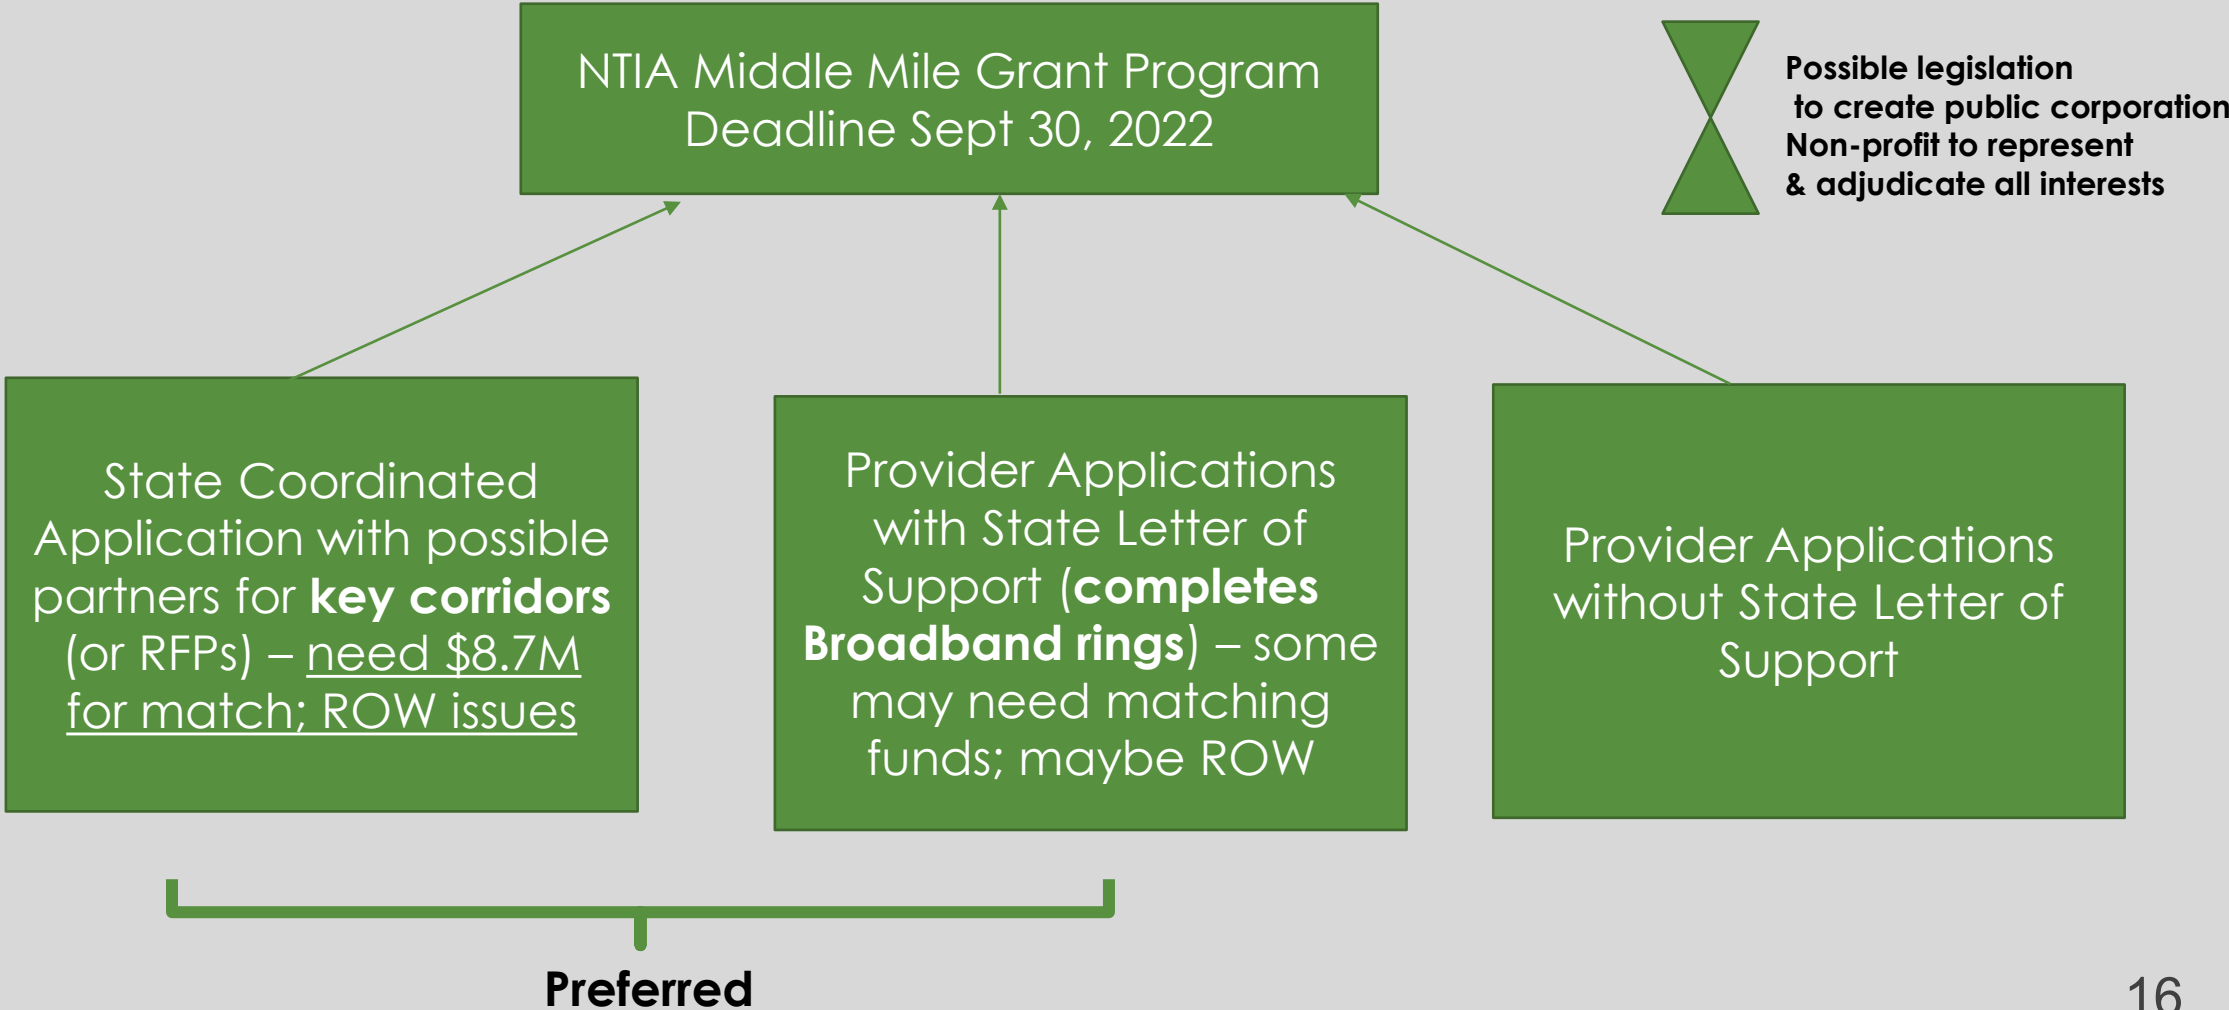 NTIA Middle Mile Grant Program
Deadline Sept 30, 2022
Possible legislation
to create public corporation
Non-profit to represent
& adjudicate all interests
State Coordinated
Application with possible
partners for key corridors
(or RFPs) – need $8.7M
for match; ROW issues
Provider Applications
with State Letter of
Support (completes
Broadband rings) – some
may need matching
funds; maybe ROW
Provider Applications
without State Letter of
Support
Preferred
16